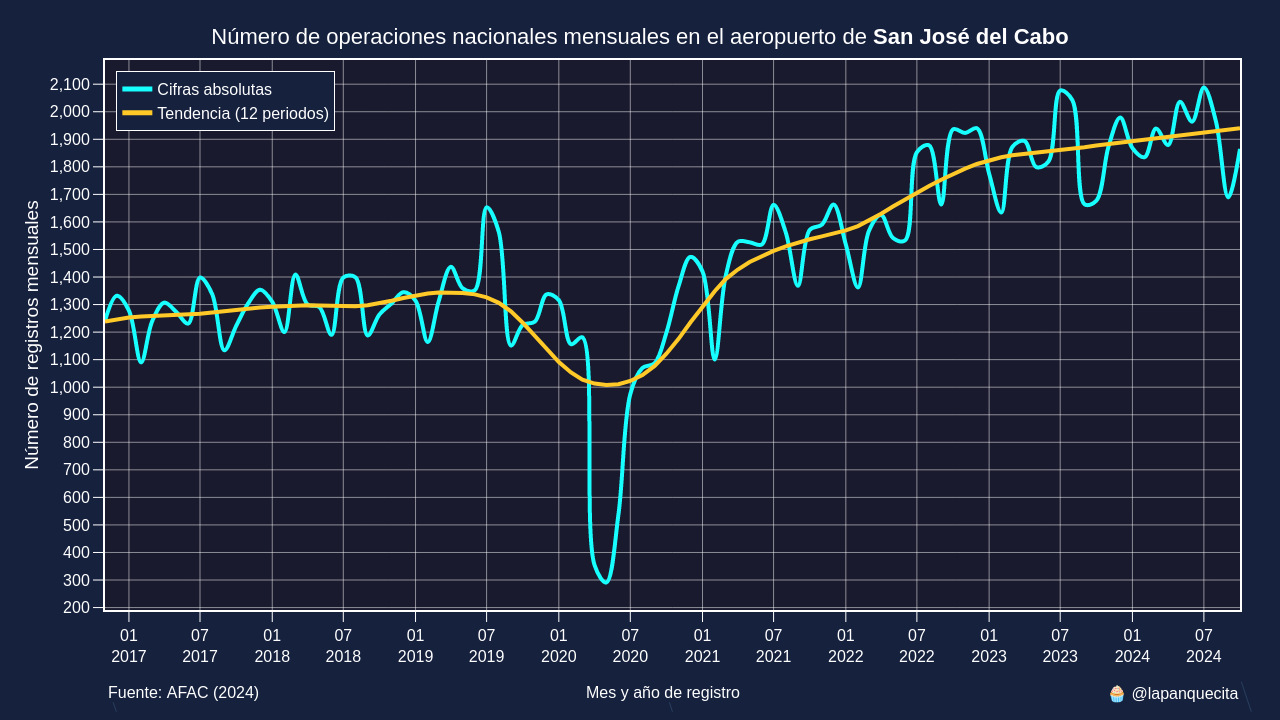 Número de operaciones nacionales mensuales en el aeropuerto de San José del Cabo
Cifras absolutas
Tendencia (12 periodos)
Número de registros mensuales
2,100
2,000
1,900
1,800
1,700
1,600
1,500
1,400
1,300
1,200
1,100
1,000
900
800
700
600
500
400
300
200
01 07 01 07 01 07 01 07 01 07 01 07 01 07 01 07
2017 2017 2018 2018 2019 2019 2020 2020 2021 2021 2022 2022 2023 2023 2024 2024
Fuente: AFAC (2024) Mes y año de registro 🧁 @lapanquecita